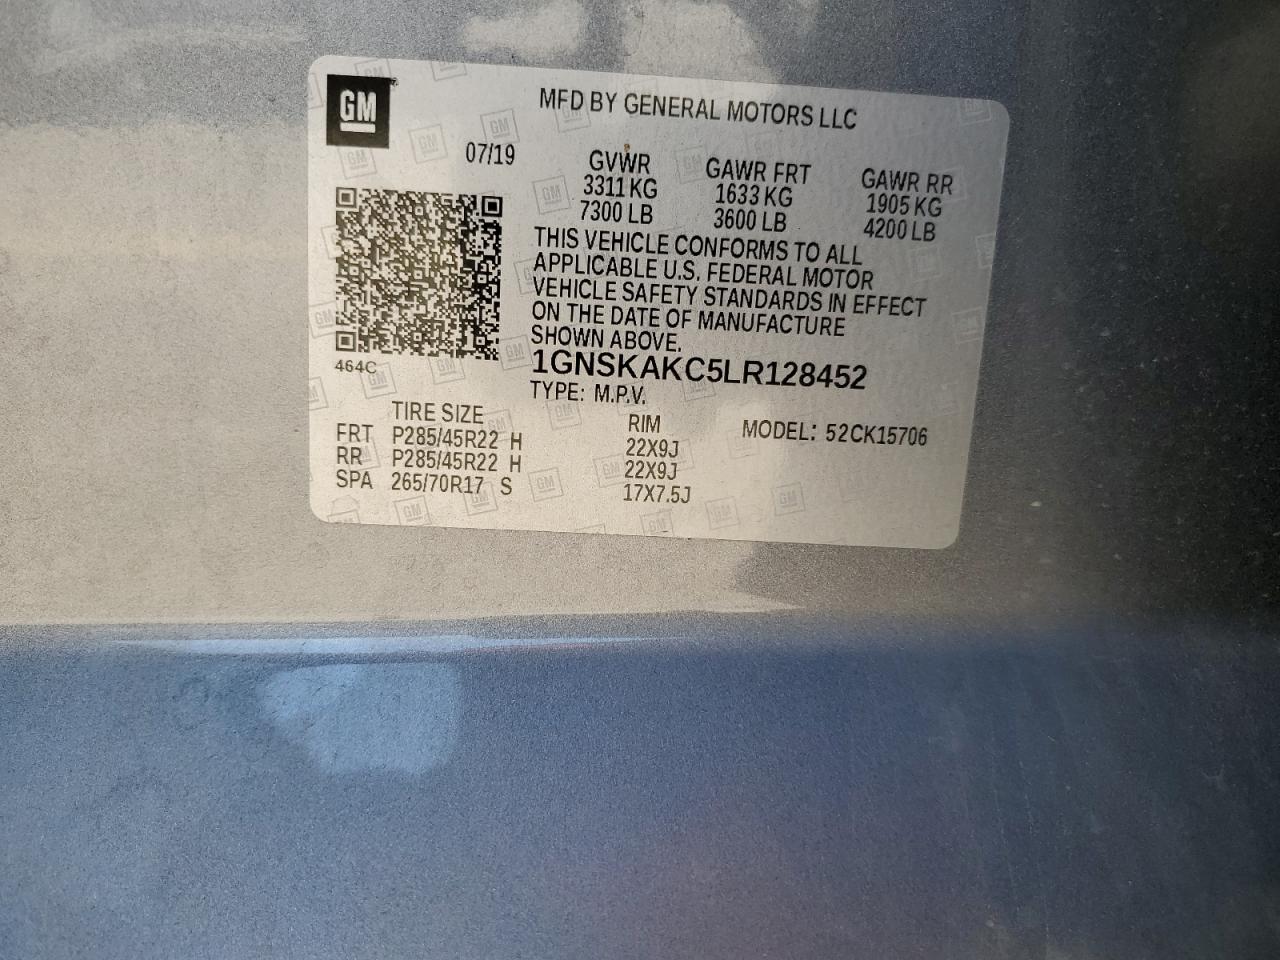 GM
MFD BY GENERAL MOTORS LLC
07/19
GVWR GAWR FRT GAWR RR
3311 KG 1633 KG 1905 KG
7300 LB 3600 LB 4200 LB
THIS VEHICLE CONFORMS TO ALL
APPLICABLE U.S. FEDERAL MOTOR
VEHICLE SAFETY STANDARDS IN EFFECT
ON THE DATE OF MANUFACTURE
SHOWN ABOVE.
464C
1GNSKAKC5LR128452
TYPE: M.P.V.
TIRE SIZE RIM MODEL: 52CK15706
FRT P285/45R22 H 22X9J
RR P285/45R22 H 22X9J
SPA 265/70R17 S 17X7.5J